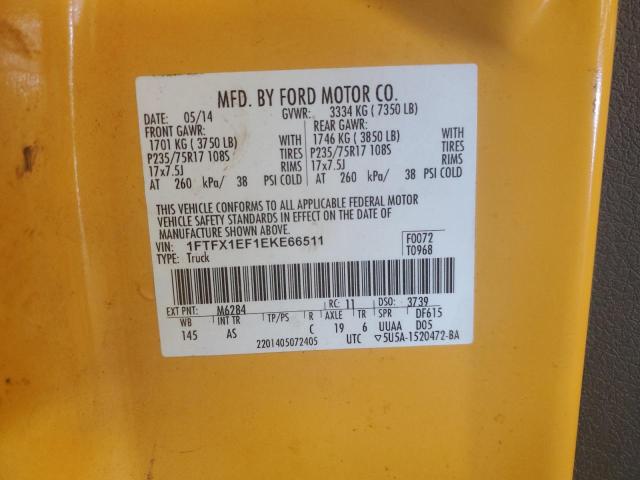 MFD. BY FORD MOTOR CO.
DATE: 05/14 GVWR: 3334 KG ( 7350 LB)
FRONT GAWR: REAR GAWR:
1701 KG ( 3750 LB) WITH 1746 KG ( 3850 LB) WITH
P235/75R17 108S TIRES P235/75R17 108S TIRES
17x7.5J RIMS 17x7.5J RIMS
AT 260 kPa/ 38 PSI COLD AT 260 kPa/ 38 PSI COLD
THIS VEHICLE CONFORMS TO ALL APPLICABLE FEDERAL MOTOR
VEHICLE SAFETY STANDARDS IN EFFECT ON THE DATE OF
MANUFACTURE SHOWN ABOVE.
VIN: 1FTFX1EF1EKE66511 F0072
TYPE: Truck T0968
EXT PNT: M6284 RC: 11 DSO: 3739
WB INT TR TP/PS R AXLE TR SPR DF615
145 AS C 19 6 UUAA D05
2201405072405 UTC ▽5U5A-1520472-BA